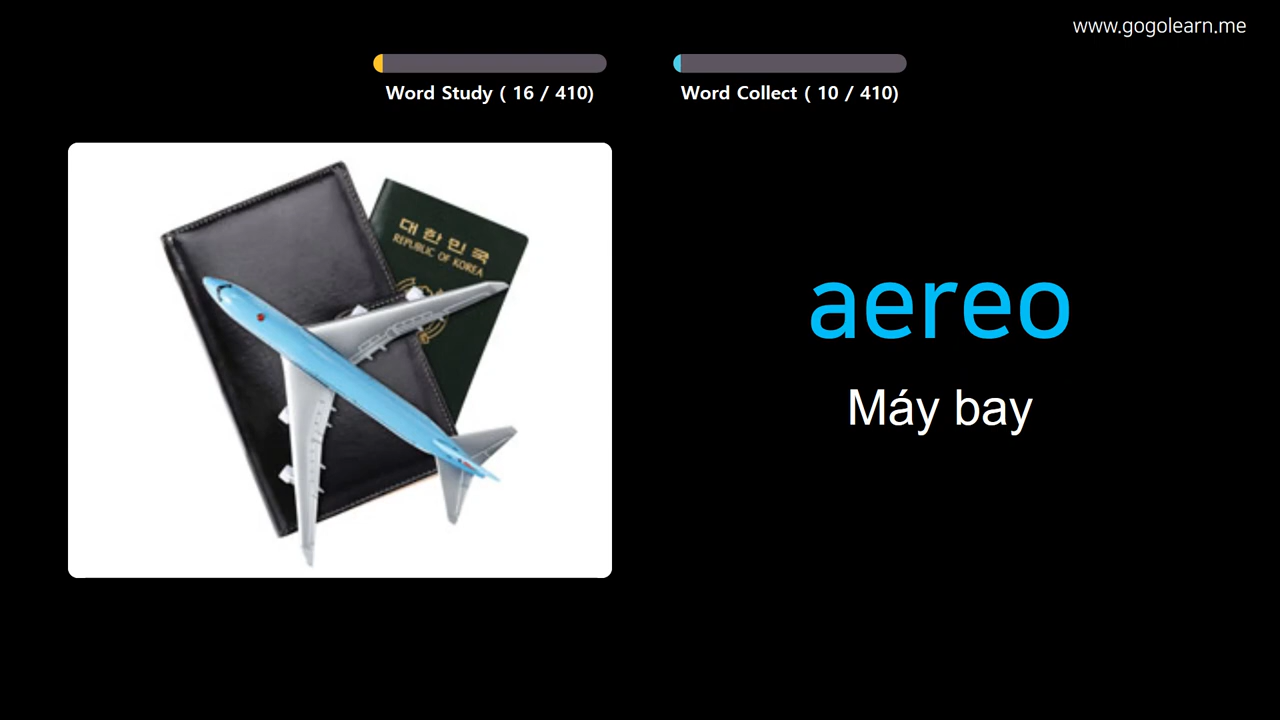 www.gogolearn.me
Word Study ( 16 / 410)
Word Collect ( 10 / 410)
대한민국
REPUBLIC OF KOREA
aereo
Máy bay